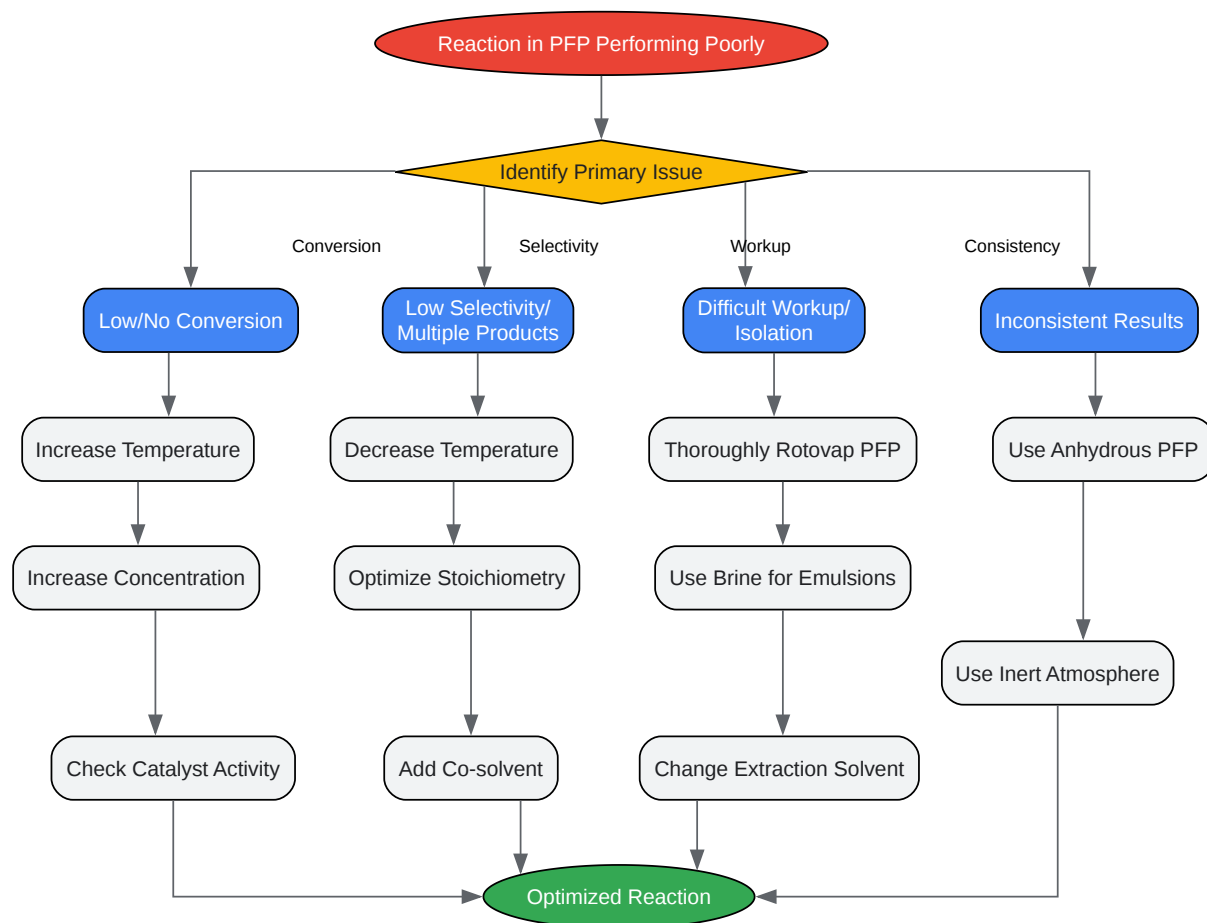 Reaction in PFP Performing Poorly
Identify Primary Issue
Conversion
Selectivity
Workup
Consistency
Low/No Conversion
Low Selectivity/
Multiple Products
Difficult Workup/
Isolation
Inconsistent Results
Increase Temperature
Decrease Temperature
Thoroughly Rotovap PFP
Use Anhydrous PFP
Increase Concentration
Optimize Stoichiometry
Use Brine for Emulsions
Use Inert Atmosphere
Check Catalyst Activity
Add Co-solvent
Change Extraction Solvent
Optimized Reaction